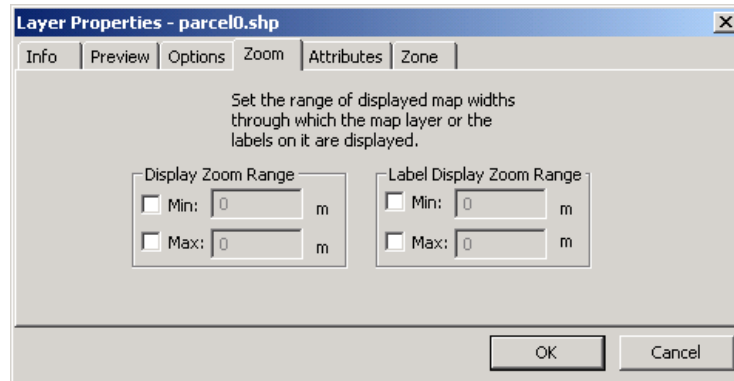 Layer Properties - parcel0.shp
Info Preview Options Zoom Attributes Zone
Set the range of displayed map widths
through which the map layer or the
labels on it are displayed.
Display Zoom Range
Min: 0 m
Max: 0 m
Label Display Zoom Range
Min: 0 m
Max: 0 m
OK Cancel